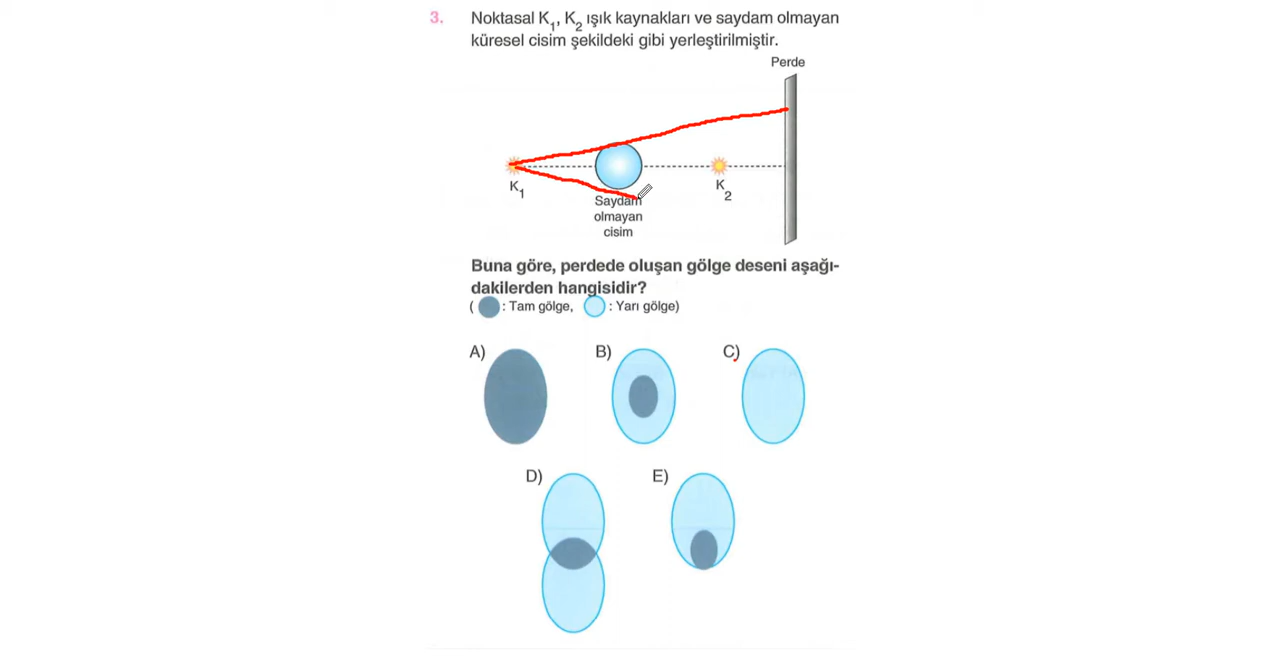 3. Noktasal K1, K2 ışık kaynakları ve saydam olmayan
küresel cisim şekildeki gibi yerleştirilmiştir.
Perde
K1
K2
Saydam
olmayan
cisim
Buna göre, perdede oluşan gölge deseni aşağı-
dakilerden hangisidir?
( : Tam gölge, : Yarı gölge)
A) B) C)
D) E)